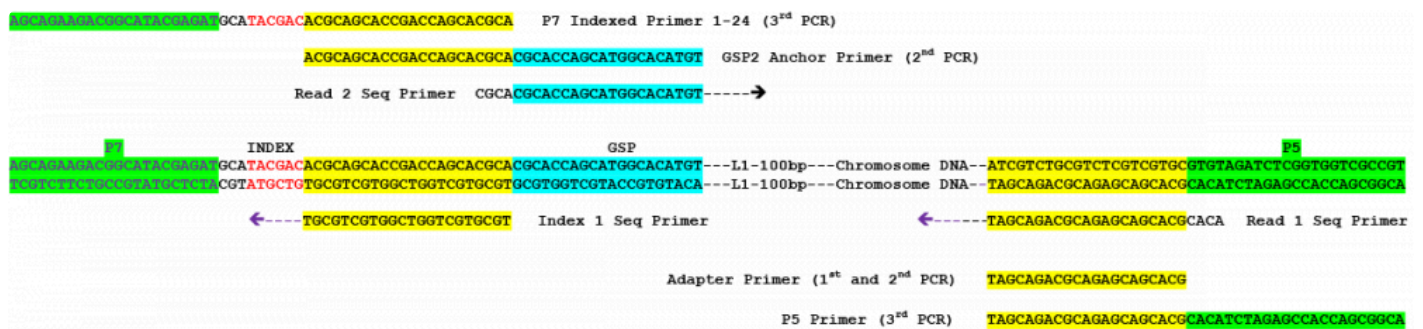 AGCAGAAGACGGCATACGAGATGCATACGACACGCAGCACCGACCAGCACGCA P7 Indexed Primer 1-24 (3rd PCR)
ACGCAGCACCGACCAGCACGCACGCACCAGCATGGCACATGT GSP2 Anchor Primer (2nd PCR)
Read 2 Seq Primer CGCACGCACCAGCATGGCACATGT-----→
P7 INDEX GSP P5
AGCAGAAGACGGCATACGAGATGCATACGACACGCAGCACCGACCAGCACGCACGCACCAGCATGGCACATGT---L1-100bp---Chromosome DNA--ATCGTCTGCGTCTCGTCGTGCGTGTAGATCTCGGTGGTCGCCGT
TCGTCTTCTGCCGTATGCTCTACGTATGCTGTGCGTCGTGGCTGGTCGTGCGTGCGTGGTCGTACCGTGTACA---L1-100bp---Chromosome DNA--TAGCAGACGCAGAGCAGCACGCACATCTAGAGCCACCAGCGGCA
←----TGCGTCGTGGCTGGTCGTGCGT Index 1 Seq Primer ←------TAGCAGACGCAGAGCAGCACGCACA Read 1 Seq Primer
Adapter Primer (1st and 2nd PCR) TAGCAGACGCAGAGCAGCACG
P5 Primer (3rd PCR) TAGCAGACGCAGAGCAGCACGCACATCTAGAGCCACCAGCGGCA